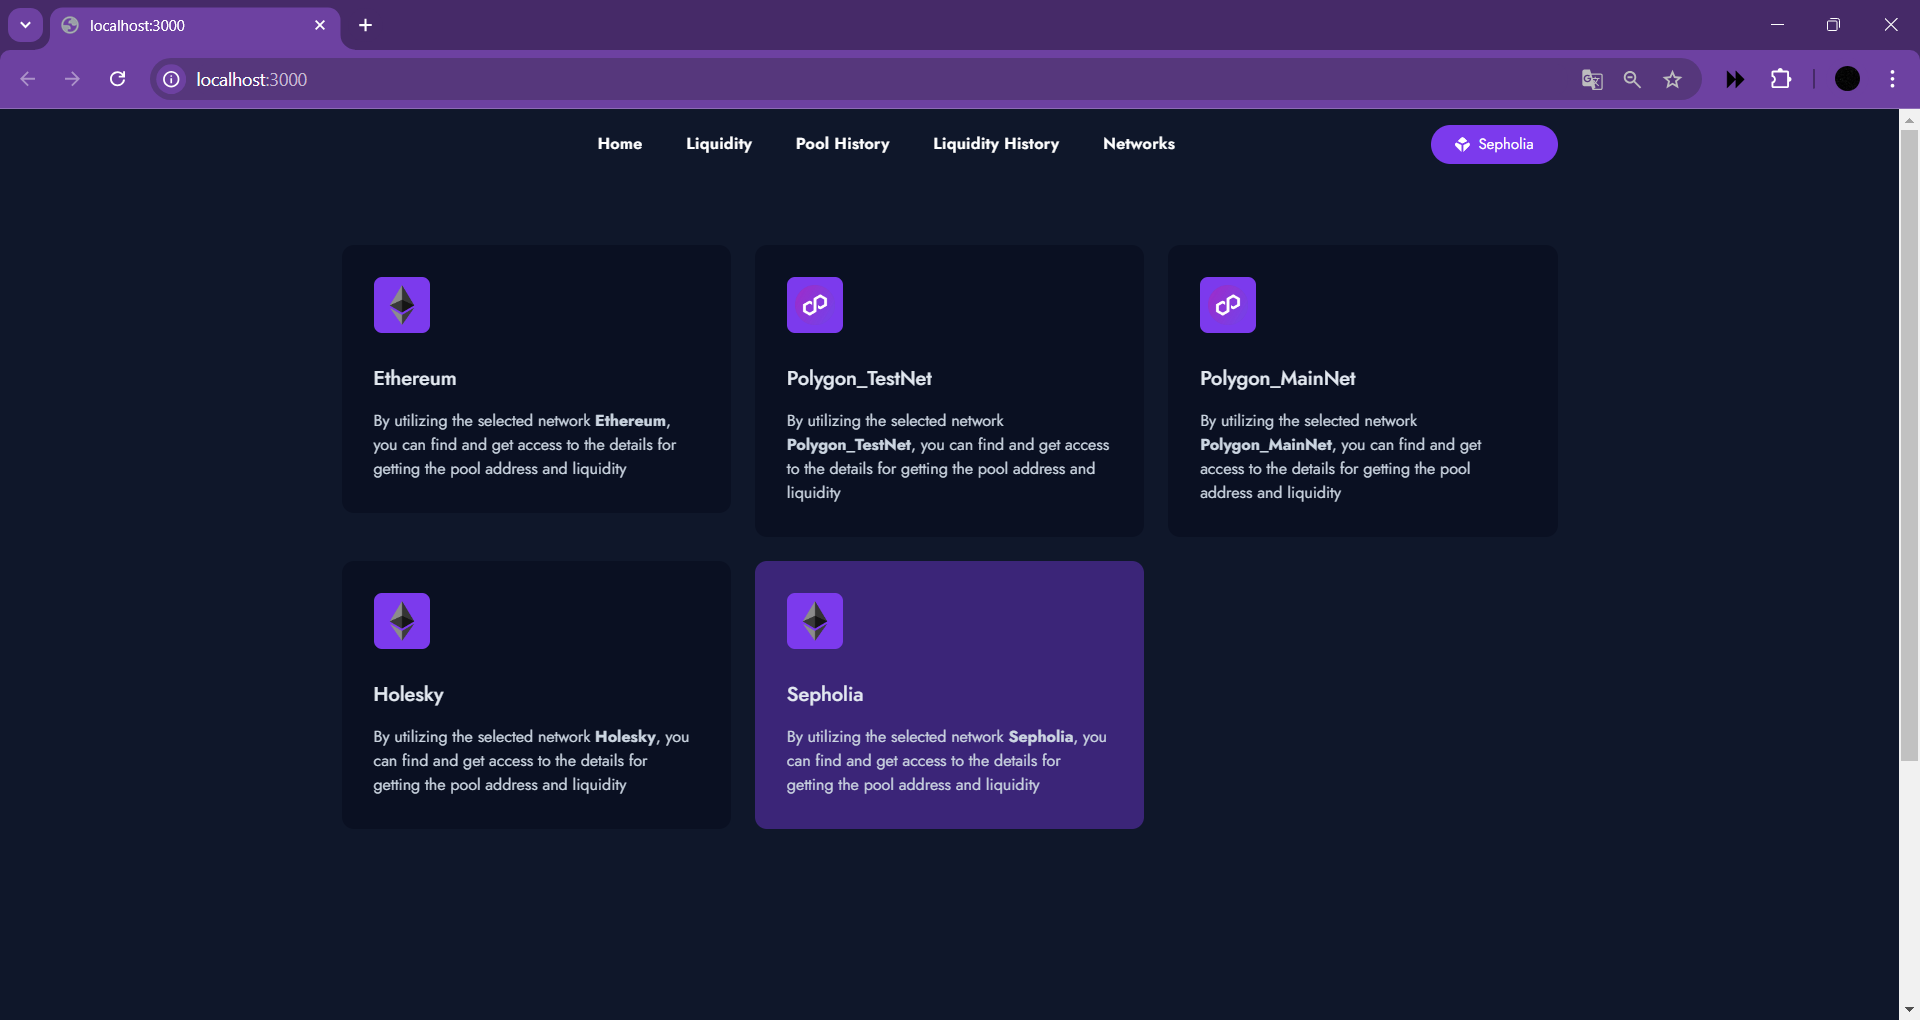 localhost:3000
localhost:3000
Home Liquidity Pool History Liquidity History Networks Sepholia
Ethereum
By utilizing the selected network Ethereum,
you can find and get access to the details for
getting the pool address and liquidity
Polygon_TestNet
By utilizing the selected network
Polygon_TestNet, you can find and get access
to the details for getting the pool address and
liquidity
Polygon_MainNet
By utilizing the selected network
Polygon_MainNet, you can find and get
access to the details for getting the pool
address and liquidity
Holesky
By utilizing the selected network Holesky, you
can find and get access to the details for
getting the pool address and liquidity
Sepholia
By utilizing the selected network Sepholia, you
can find and get access to the details for
getting the pool address and liquidity